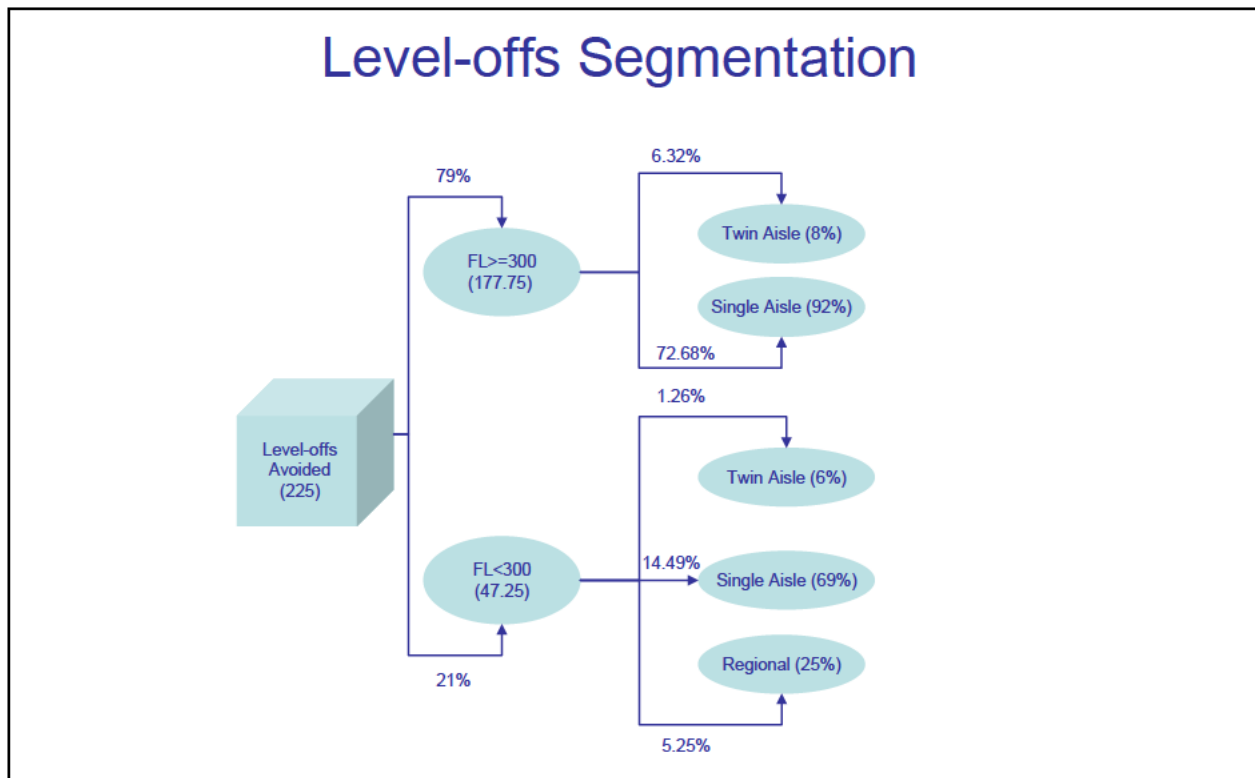 Level-offs Segmentation
79%
6.32%
FL>=300
(177.75)
Twin Aisle (8%)
Single Aisle (92%)
72.68%
Level-offs
Avoided
(225)
1.26%
Twin Aisle (6%)
FL<300
(47.25)
14.49%
Single Aisle (69%)
21%
Regional (25%)
5.25%